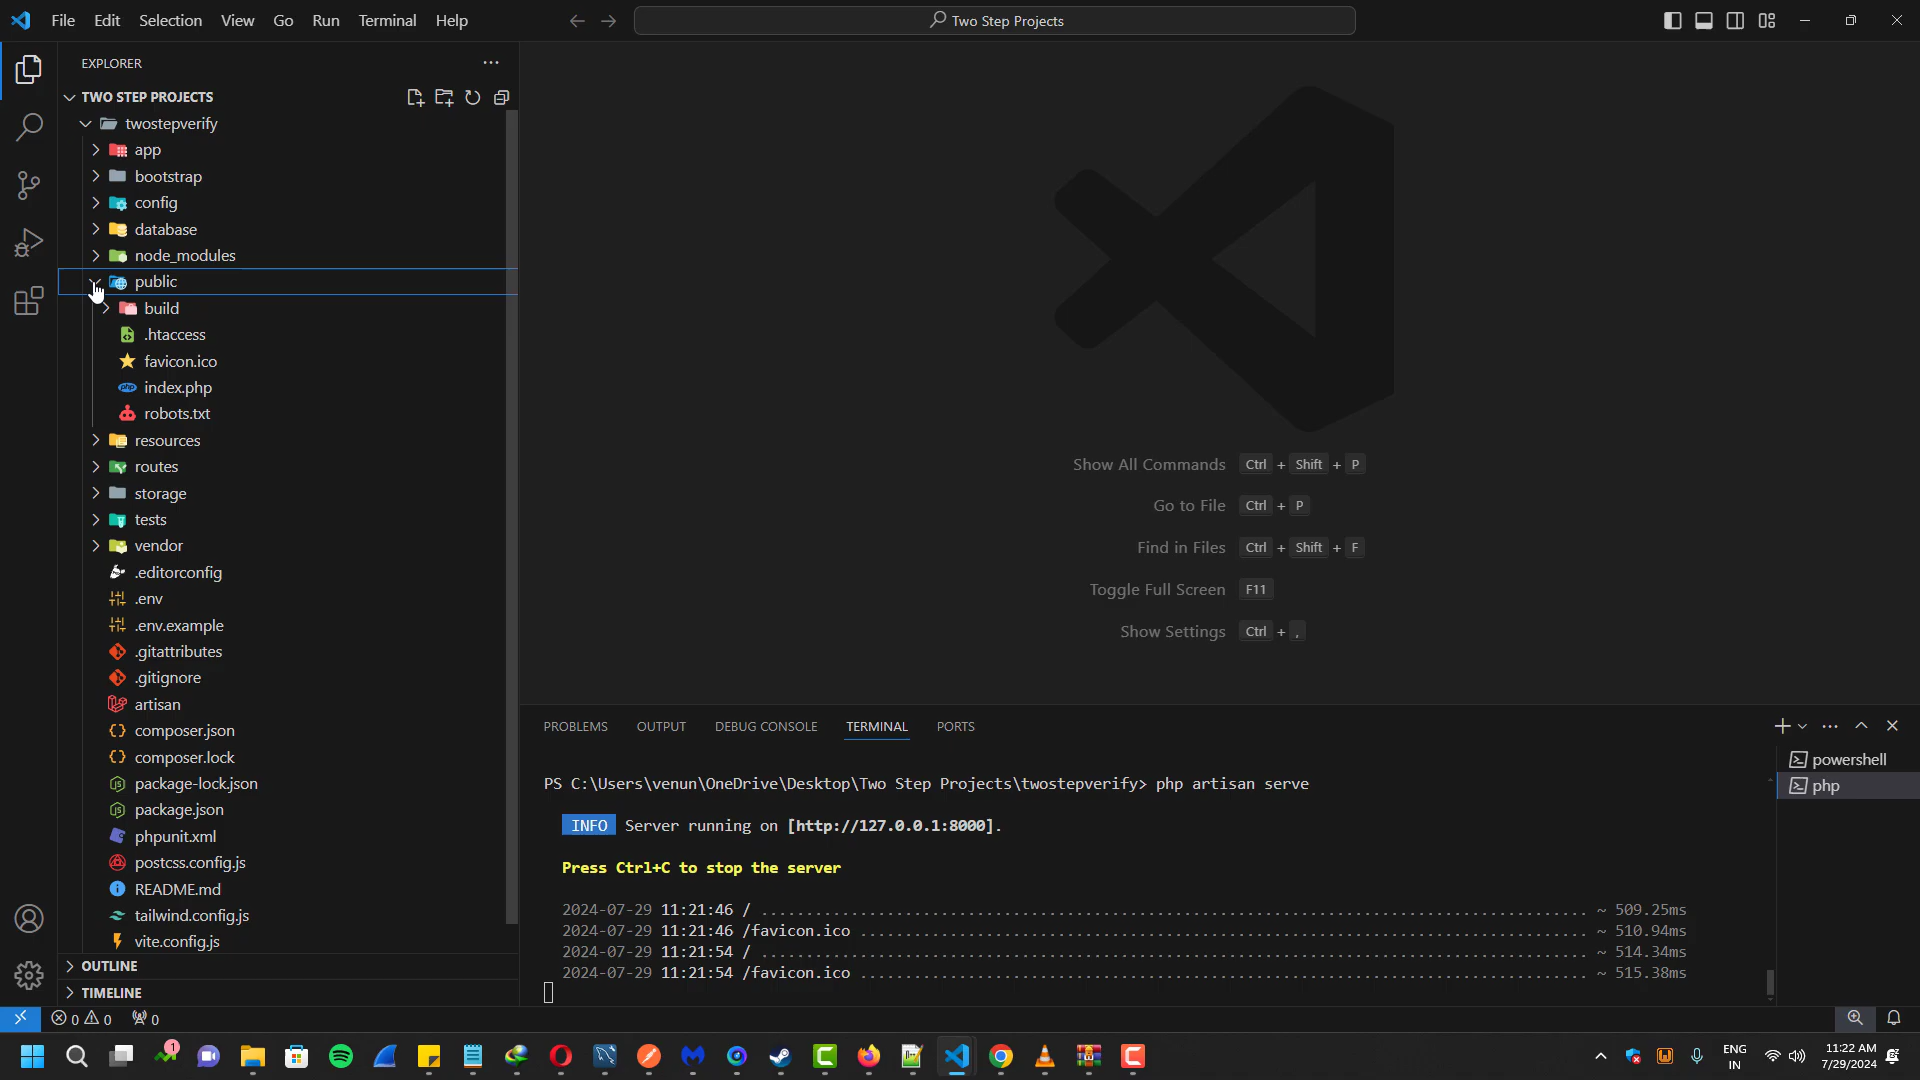 File Edit Selection View Go Run Terminal Help
Two Step Projects
EXPLORER
TWO STEP PROJECTS
twostepverify
app
bootstrap
config
database
node_modules
public
build
.htaccess
favicon.ico
php index.php
robots.txt
resources
routes
storage
tests
vendor
.editorconfig
.env
.env.example
.gitattributes
.gitignore
artisan
composer.json
composer.lock
package-lock.json
package.json
phpunit.xml
postcss.config.js
README.md
tailwind.config.js
vite.config.js
OUTLINE
TIMELINE
Show All Commands Ctrl + Shift + P
Go to File Ctrl + P
Find in Files Ctrl + Shift + F
Toggle Full Screen F11
Show Settings Ctrl + ,
PROBLEMS OUTPUT DEBUG CONSOLE TERMINAL PORTS
powershell
php
PS C:\Users\venun\OneDrive\Desktop\Two Step Projects\twostepverify> php artisan serve
INFO Server running on [http://127.0.0.1:8000].
Press Ctrl+C to stop the server
2024-07-29 11:21:46 / ........................................................................................... ~ 509.25ms
2024-07-29 11:21:46 /favicon.ico ................................................................................ ~ 510.94ms
2024-07-29 11:21:54 / ........................................................................................... ~ 514.34ms
2024-07-29 11:21:54 /favicon.ico ................................................................................ ~ 515.38ms
0 0 0
1
ENG
IN
11:22 AM
7/29/2024